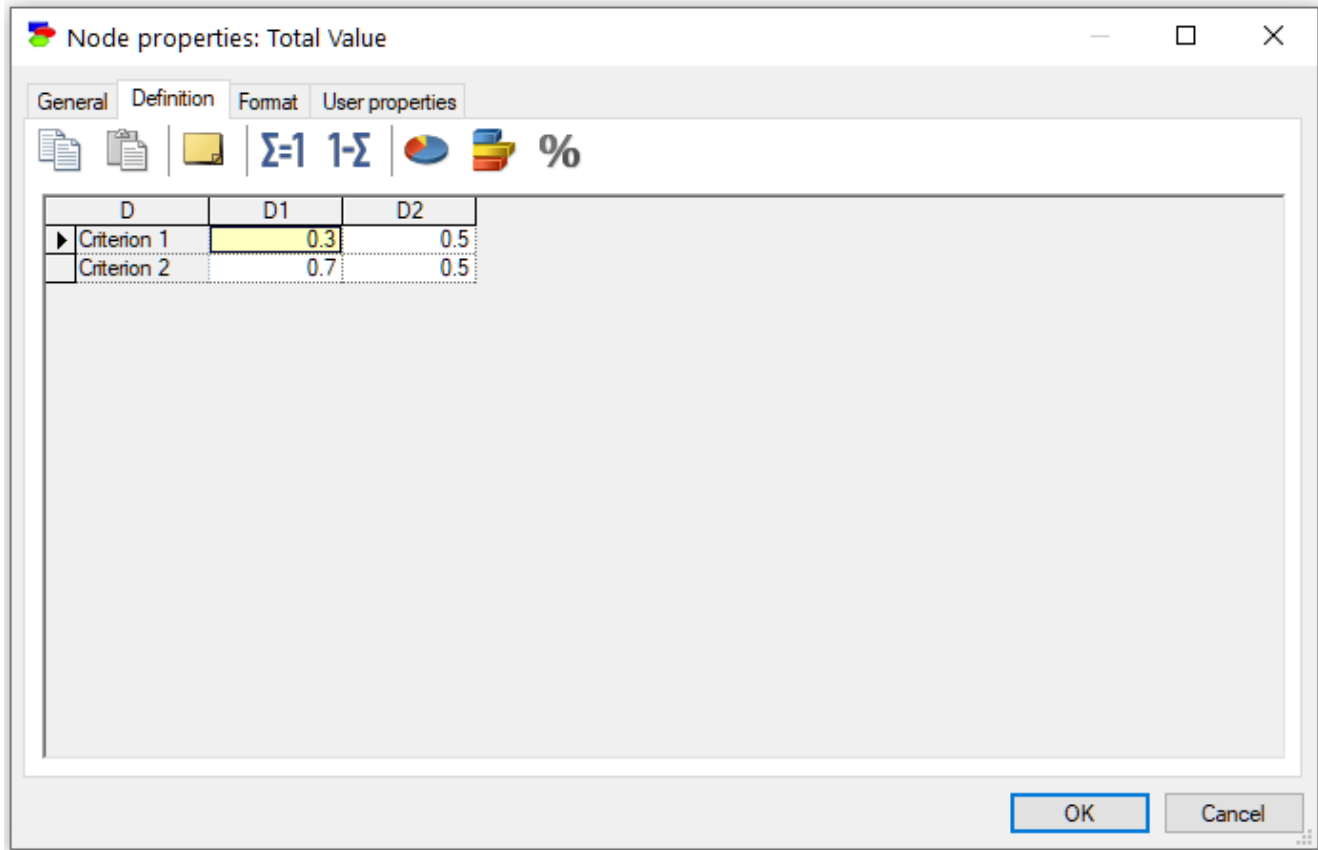 Node properties: Total Value
General Definition Format User properties
Σ=1 1-Σ %
D D1 D2
Criterion 1 0.3 0.5
Criterion 2 0.7 0.5
OK Cancel